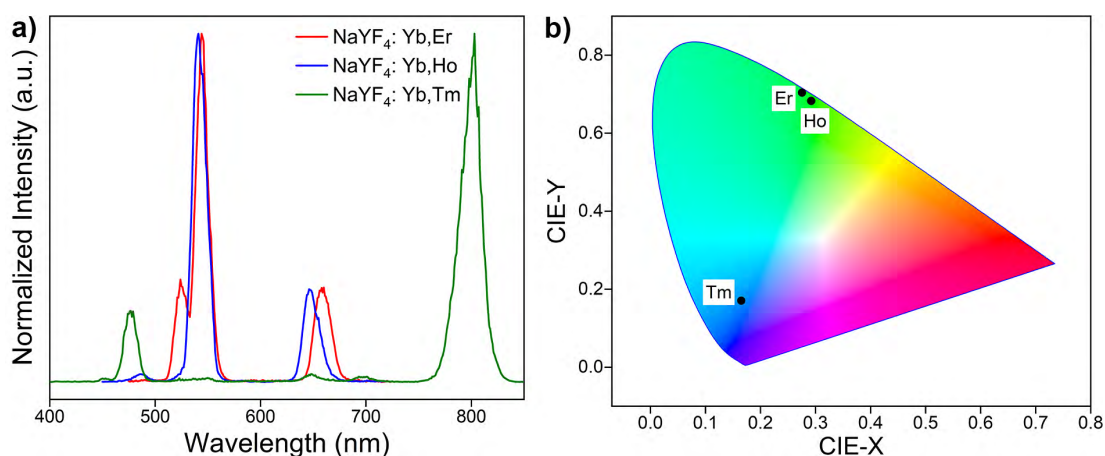 a)
NaYF₄: Yb,Er
NaYF₄: Yb,Ho
NaYF₄: Yb,Tm
Normalized Intensity (a.u.)
400 500 600 700 800
Wavelength (nm)
b)
CIE-Y
0.8
0.6
0.4
0.2
0.0
Er
Ho
Tm
0.0 0.1 0.2 0.3 0.4 0.5 0.6 0.7 0.8
CIE-X